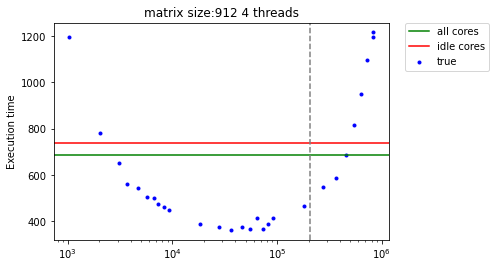 matrix size:912 4 threads
all cores
idle cores
true
Execution time
1200
1000
800
600
400
10³
10⁴
10⁵
10⁶